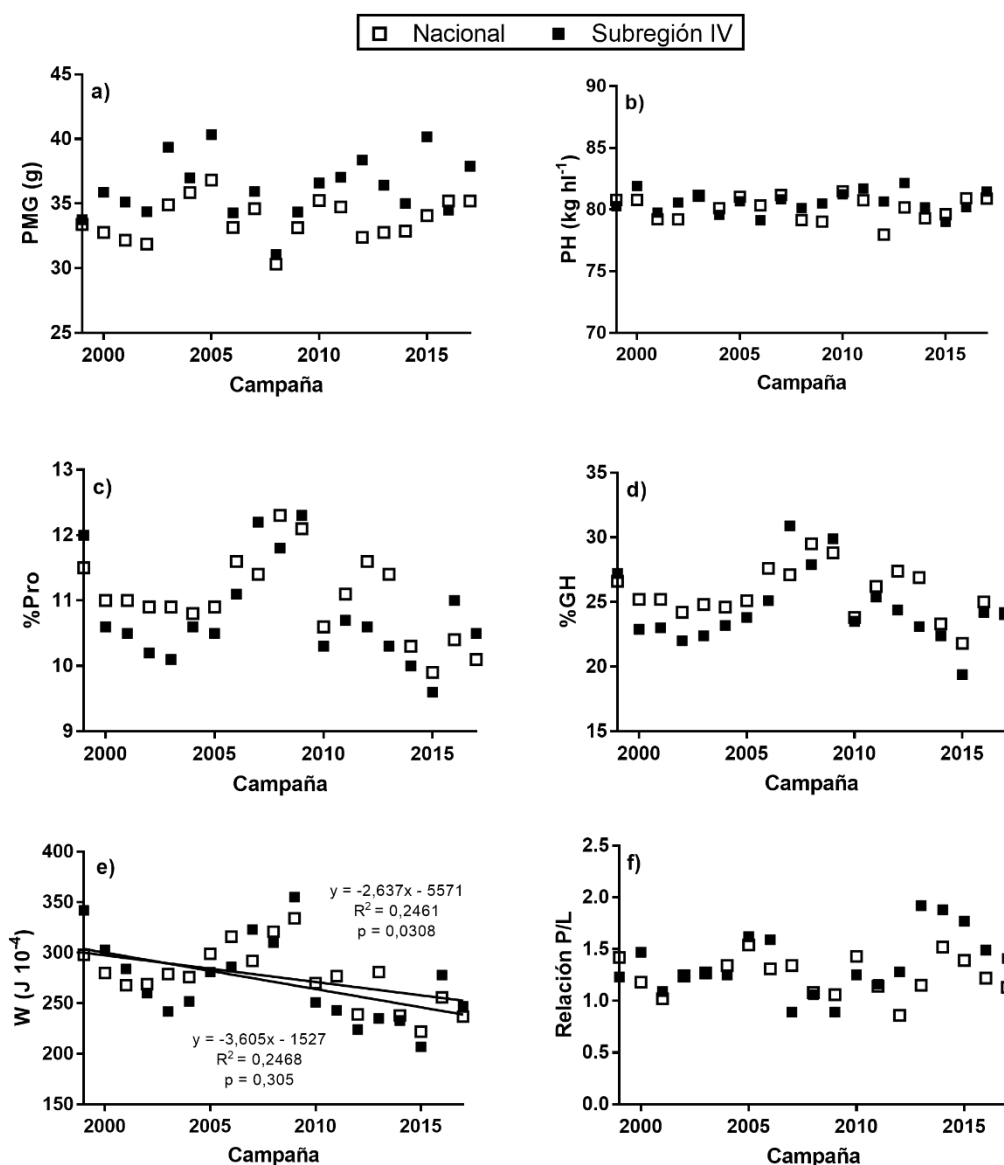 Nacional Subregión IV
a)
PMG (g)
45
40
35
30
25
2000 2005 2010 2015
Campaña
b)
PH (kg hl-1)
90
80
70
2000 2005 2010 2015
Campaña
c)
%Pro
13
12
11
10
9
2000 2005 2010 2015
Campaña
d)
%GH
35
30
25
20
15
2000 2005 2010 2015
Campaña
e)
W (J 10-4)
400
350
300
250
200
150
y = -2,637x - 5571
R2 = 0,2461
p = 0,0308
y = -3,605x - 1527
R2 = 0,2468
p = 0,305
2000 2005 2010 2015
Campaña
f)
Relación P/L
2.5
2.0
1.5
1.0
0.5
0.0
2000 2005 2010 2015
Campaña